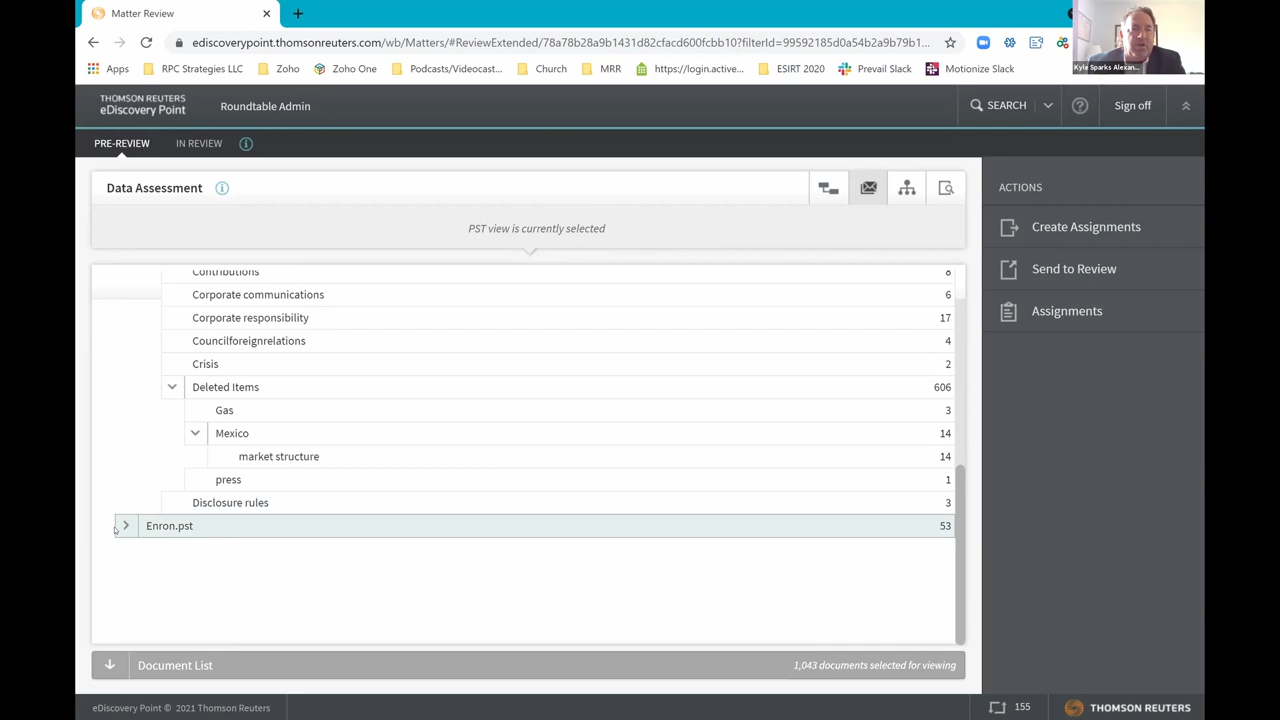 Matter Review
ediscoverypoint.thomsonreuters.com/wb/Matters/#ReviewExtended/78a78b28a9b1431d82cfacd600fcbb10?filterId=99592185d0a54b2a9b79b1...
Apps RPC Strategies LLC Zoho Zoho One Podcasts/Videocast... Church MRR https://login.active... ESIRT 2020 Prevail Slack Motionize Slack
Kyle Sparks Alexan...
THOMSON REUTERS
eDiscovery Point
Roundtable Admin
SEARCH
Sign off
PRE-REVIEW IN REVIEW
Data Assessment
PST view is currently selected
Contributions 8
Corporate communications 6
Corporate responsibility 17
Councilforeignrelations 4
Crisis 2
Deleted Items 606
Gas 3
Mexico 14
market structure 14
press 1
Disclosure rules 3
Enron.pst 53
Document List 1,043 documents selected for viewing
ACTIONS
Create Assignments
Send to Review
Assignments
eDiscovery Point © 2021 Thomson Reuters
155
THOMSON REUTERS